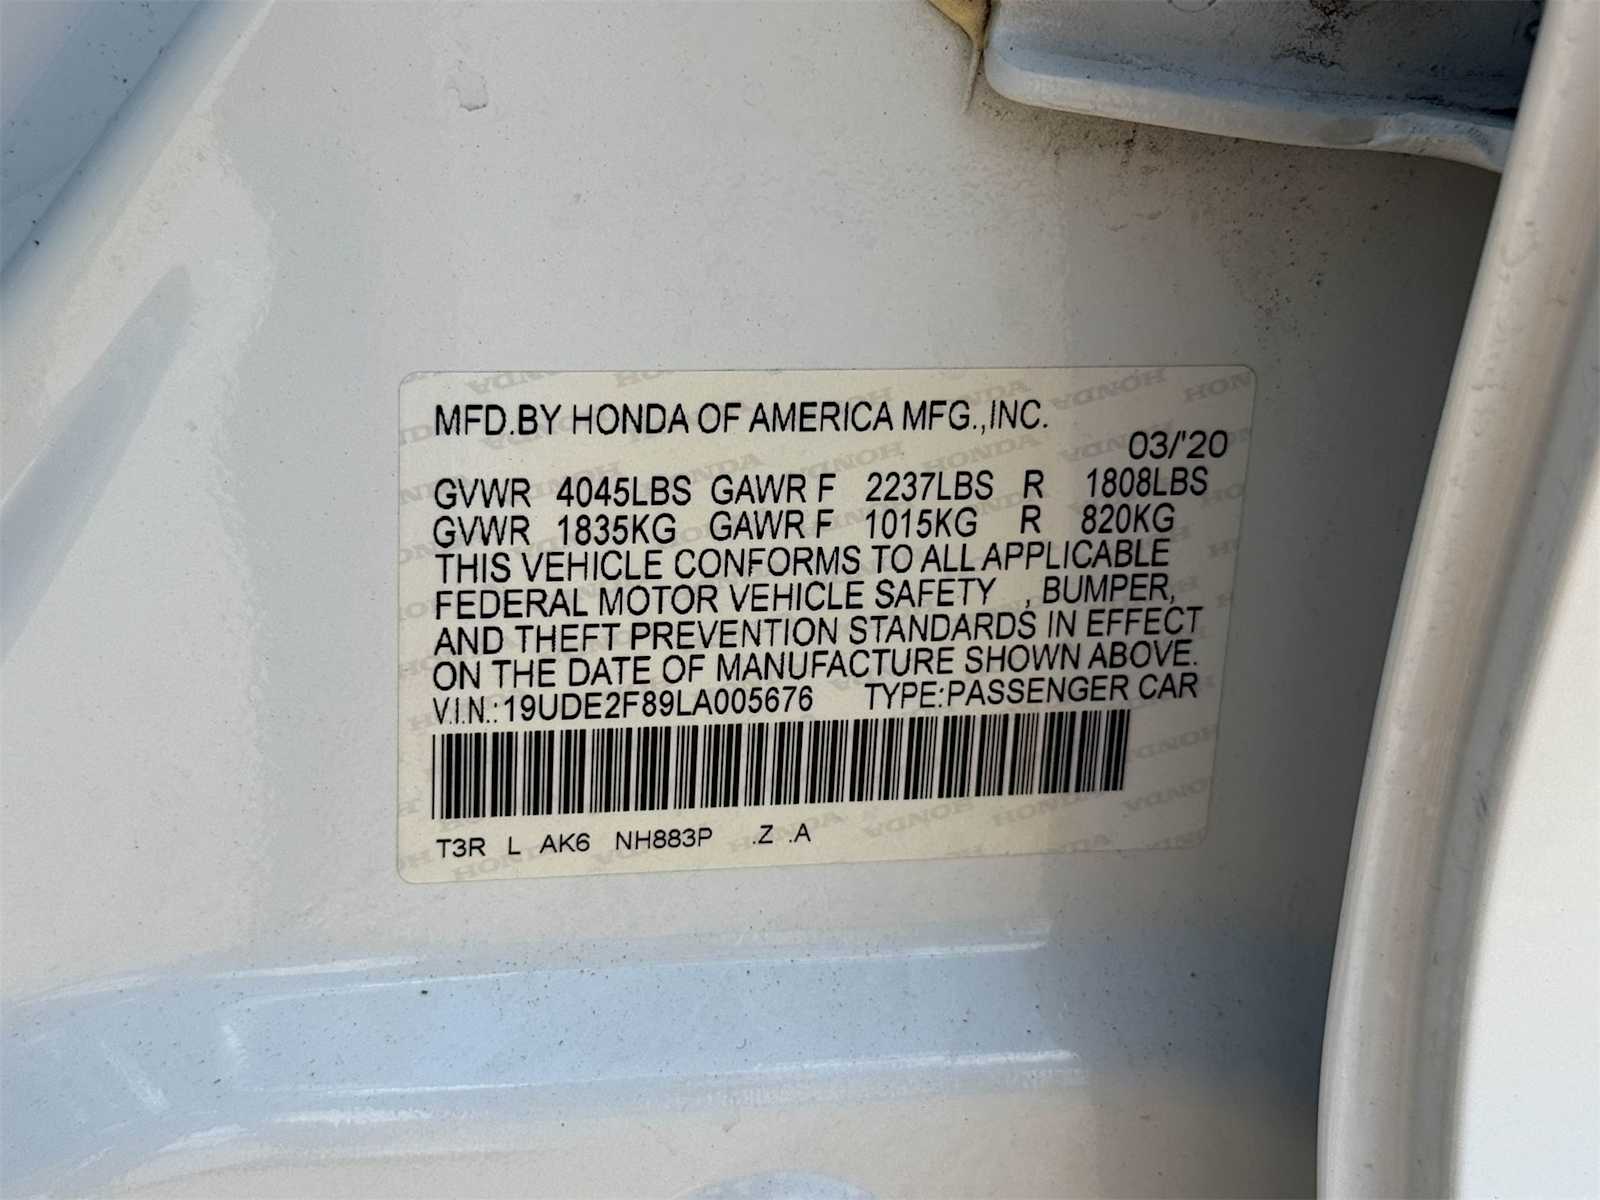 MFD.BY HONDA OF AMERICA MFG.,INC.
03/'20
GVWR 4045LBS GAWR F 2237LBS R 1808LBS
GVWR 1835KG GAWR F 1015KG R 820KG
THIS VEHICLE CONFORMS TO ALL APPLICABLE
FEDERAL MOTOR VEHICLE SAFETY , BUMPER,
AND THEFT PREVENTION STANDARDS IN EFFECT
ON THE DATE OF MANUFACTURE SHOWN ABOVE.
V.I.N.:19UDE2F89LA005676 TYPE:PASSENGER CAR
T3R L AK6 NH883P .Z .A